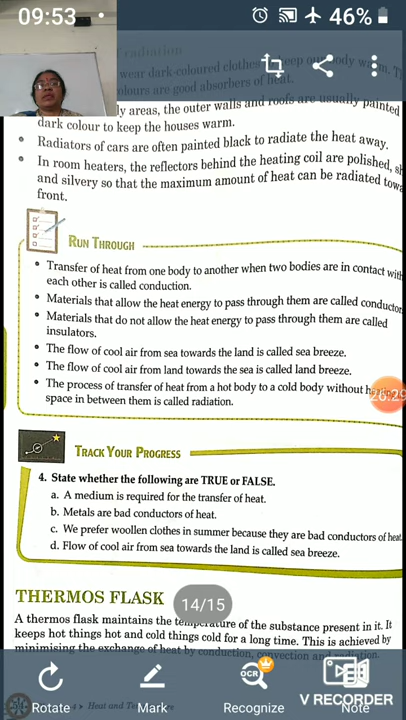 09:53
46%
radiation
wear dark-coloured clothes keep our body warm.
colours are good absorbers of heat.
areas, the outer walls and roofs are usually painted
dark colour to keep the houses warm.
• Radiators of cars are often painted black to radiate the heat away.
• In room heaters, the reflectors behind the heating coil are polished,
and silvery so that the maximum amount of heat can be radiated
front.
RUN THROUGH
• Transfer of heat from one body to another when two bodies are in contact with
each other is called conduction.
• Materials that allow the heat energy to pass through them are called
• Materials that do not allow the heat energy to pass through them are called
insulators.
• The flow of cool air from sea towards the land is called sea breeze.
• The flow of cool air from land towards the sea is called land breeze.
• The process of transfer of heat from a hot body to a cold body without
space in between them is called radiation.
TRACK YOUR PROGRESS
4. State whether the following are TRUE or FALSE.
a. A medium is required for the transfer of heat.
b. Metals are bad conductors of heat.
c. We prefer woollen clothes in summer because they are bad conductors of heat
d. Flow of cool air from sea towards the land is called sea breeze.
THERMOS FLASK
14/15
A thermos flask maintains the temperature of the substance present in it. It
keeps hot things hot and cold things cold for a long time. This is achieved by
minimising the exchange of heat by conduction, convection and radiation.
Rotate
Mark
OCR
Recognize
V RECORDER
Note